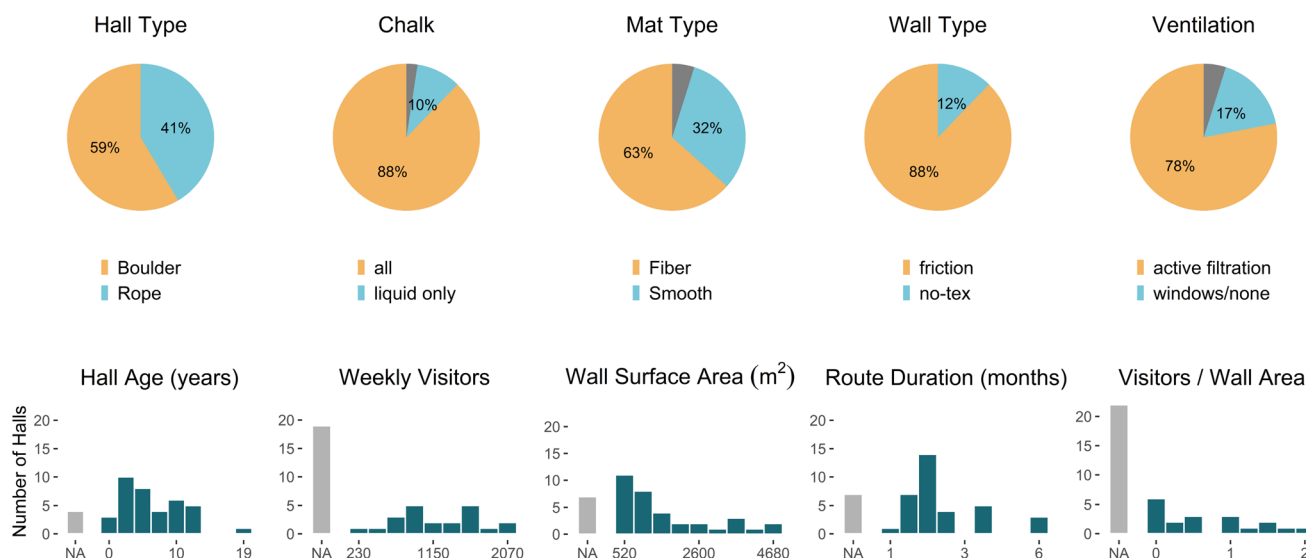 Hall Type Chalk Mat Type Wall Type Ventilation
59% 41% 10% 88% 63% 32% 12% 88% 17% 78%
Boulder all Fiber friction active filtration
Rope liquid only Smooth no-tex windows/none
Hall Age (years) Weekly Visitors Wall Surface Area (m²) Route Duration (months) Visitors / Wall Area
Number of Halls
20 20 20 20 20
15 15 15 15 15
10 10 10 10 10
5 5 5 5 5
0 0 0 0 0
NA 0 10 19 NA 230 1150 2070 NA 520 2600 4680 NA 1 3 6 NA 0 1